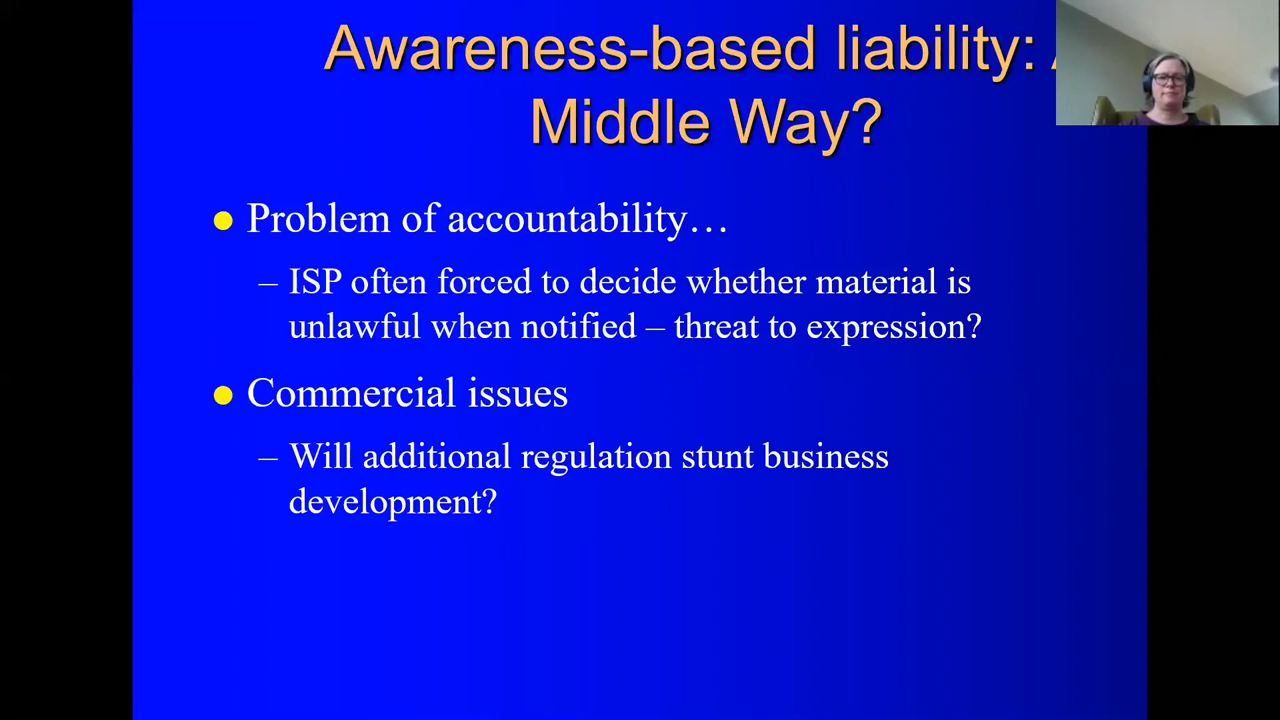 Awareness-based liability:
Middle Way?
Problem of accountability…
– ISP often forced to decide whether material is
unlawful when notified – threat to expression?
Commercial issues
– Will additional regulation stunt business
development?